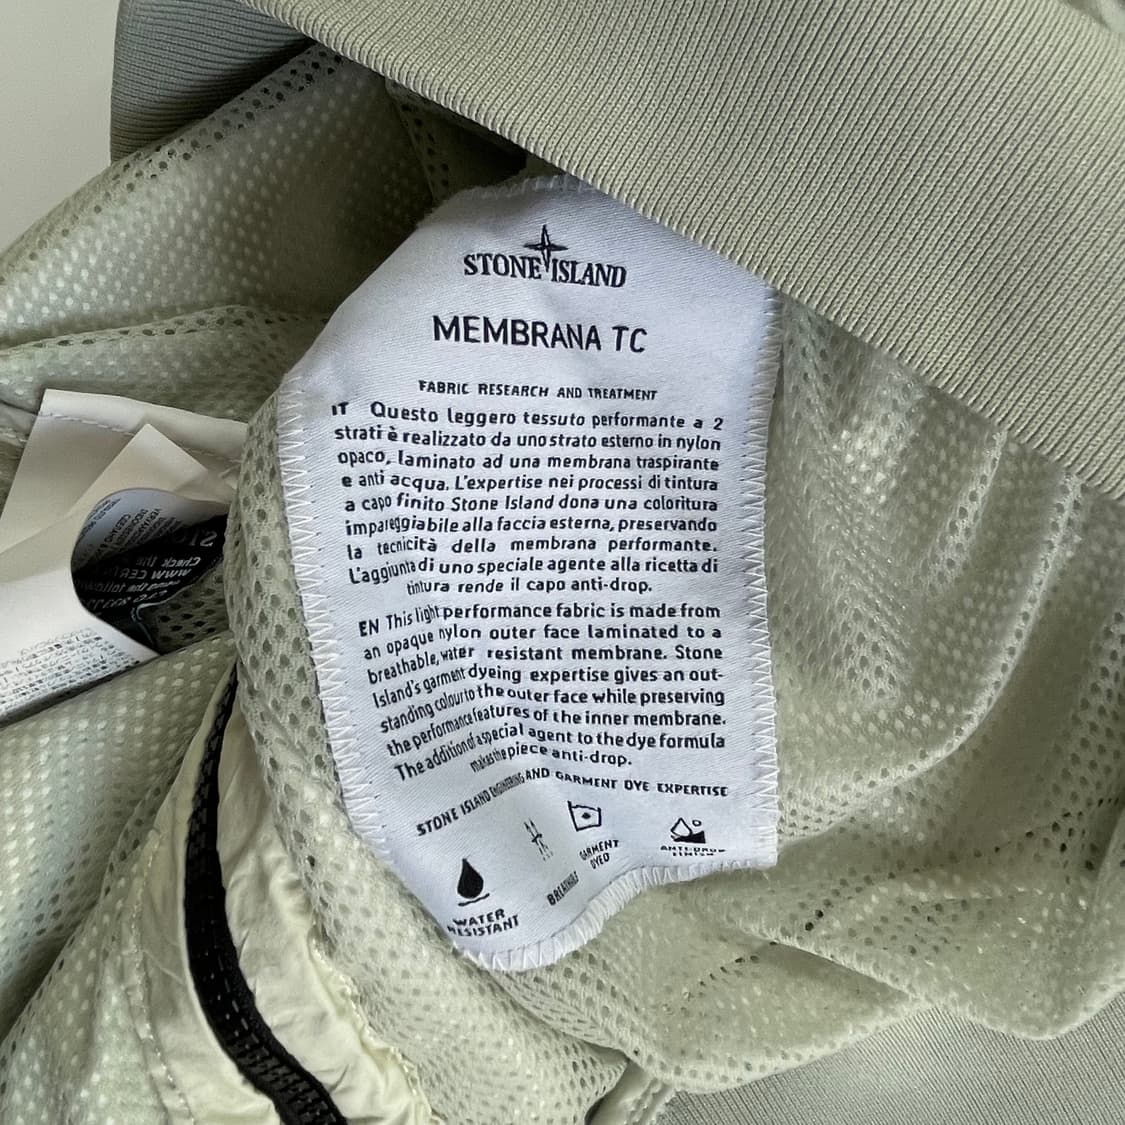 STONE ISLAND
MEMBRANA TC
FABRIC RESEARCH AND TREATMENT
IT Questo leggero tessuto performante a 2
strati è realizzato da uno strato esterno in nylon
opaco, laminato ad una membrana traspirante
e anti acqua. L'expertise nei processi di tintura
a capo finito Stone Island dona una coloritura
impareggiabile alla faccia esterna, preservando
la tecnicità della membrana performante.
L'aggiunta di uno speciale agente alla ricetta di
tintura rende il capo anti-drop.
EN This light performance fabric is made from
an opaque nylon outer face laminated to a
breathable, water resistant membrane. Stone
Island's garment dyeing expertise gives an out-
standing colour to the outer face while preserving
the performance features of the inner membrane.
The addition of a special agent to the dye formula
makes the piece anti-drop.
STONE ISLAND ENGINEERING AND GARMENT DYE EXPERTISE
WATER
RESISTANT
BREATHABLE
GARMENT
DYED
ANTI-DROP
FINISH
Check the
WWW